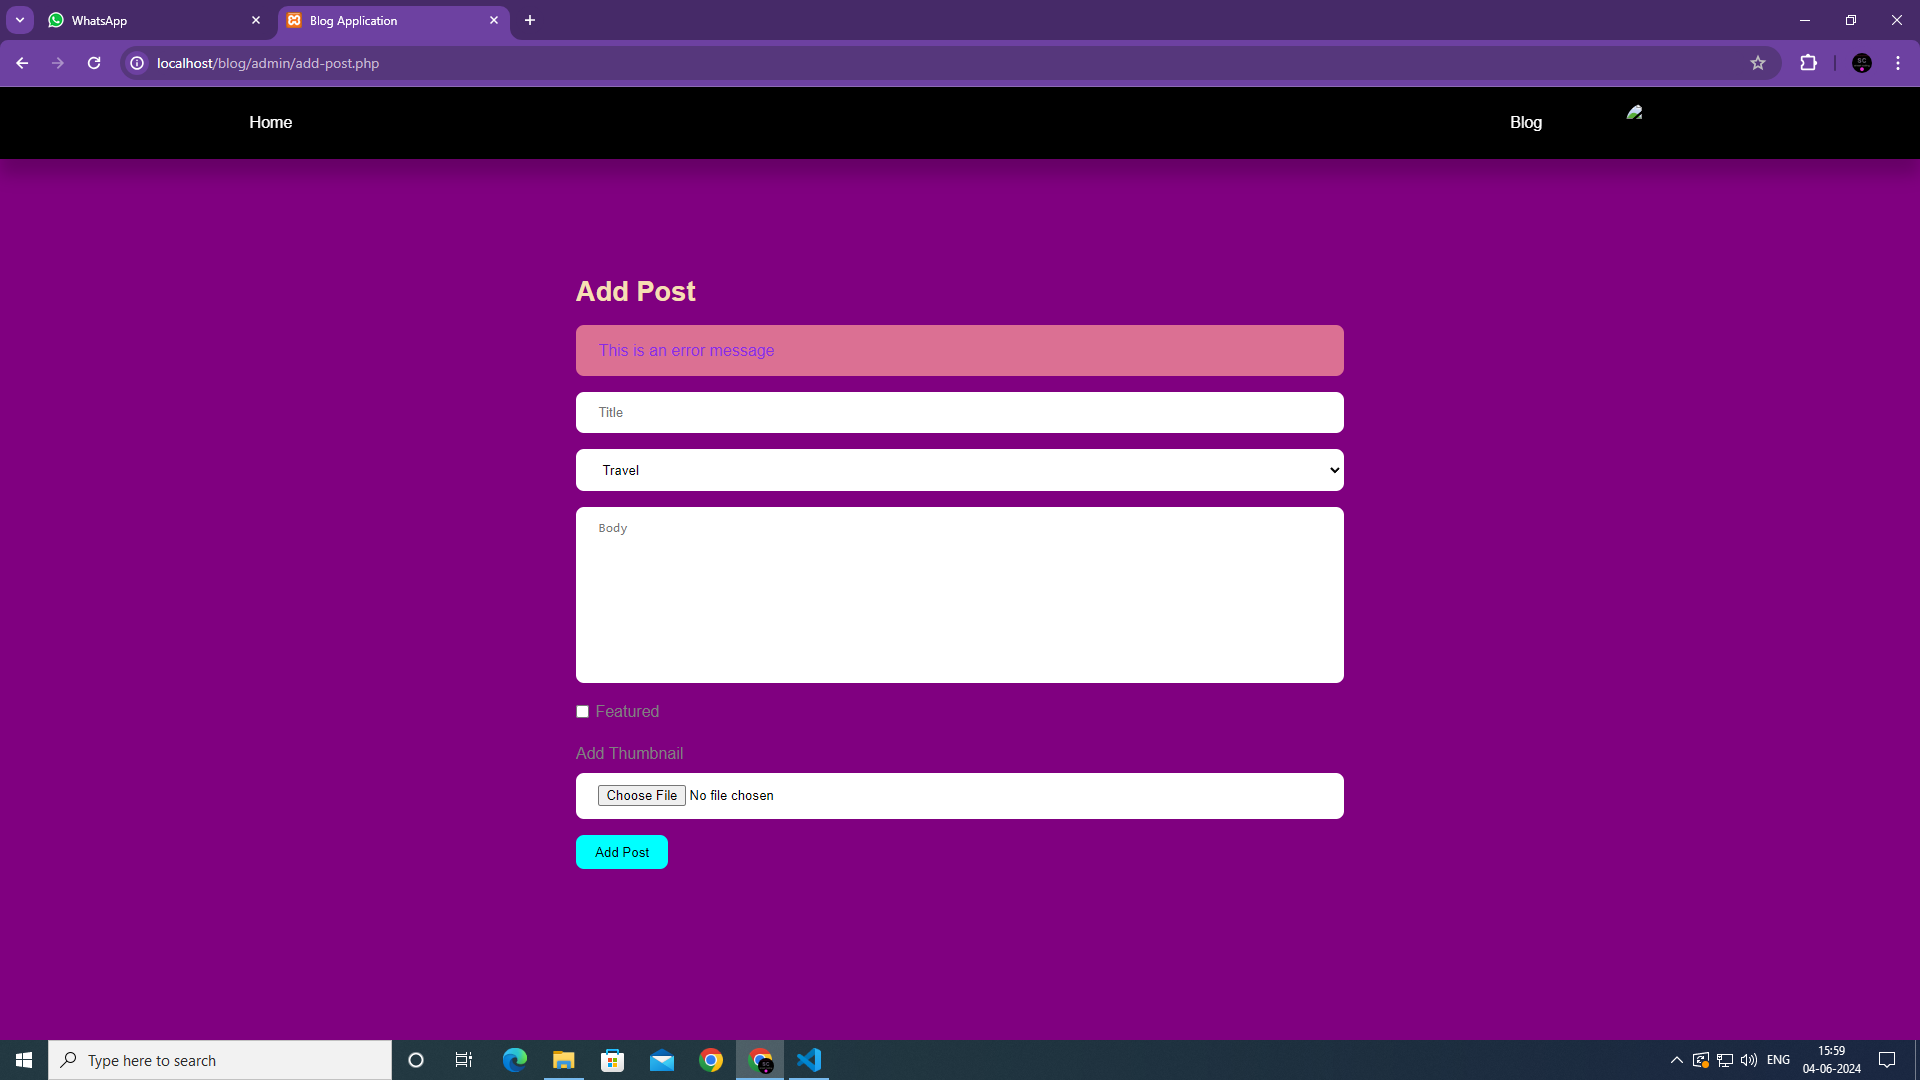 WhatsApp
Blog Application
localhost/blog/admin/add-post.php
Home
Blog
Add Post
This is an error message
Title
Travel
Body
Featured
Add Thumbnail
Choose File No file chosen
Add Post
Type here to search
ENG
15:59
04-06-2024